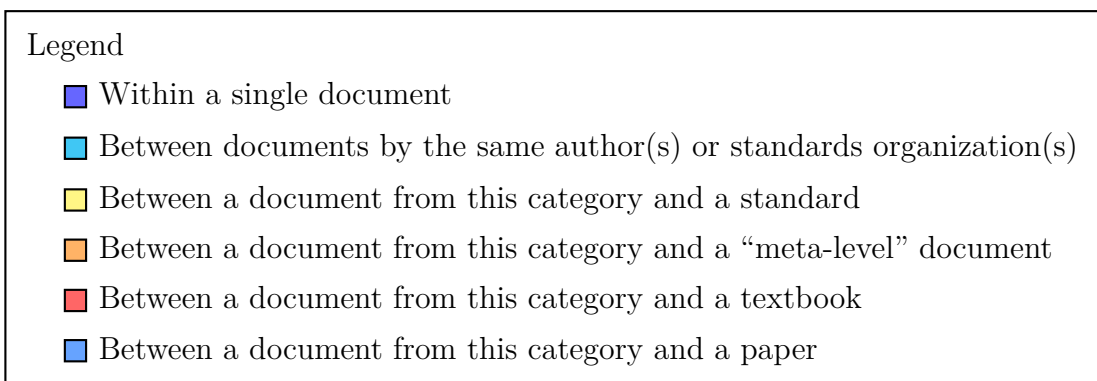 Legend
Within a single document
Between documents by the same author(s) or standards organization(s)
Between a document from this category and a standard
Between a document from this category and a “meta-level” document
Between a document from this category and a textbook
Between a document from this category and a paper